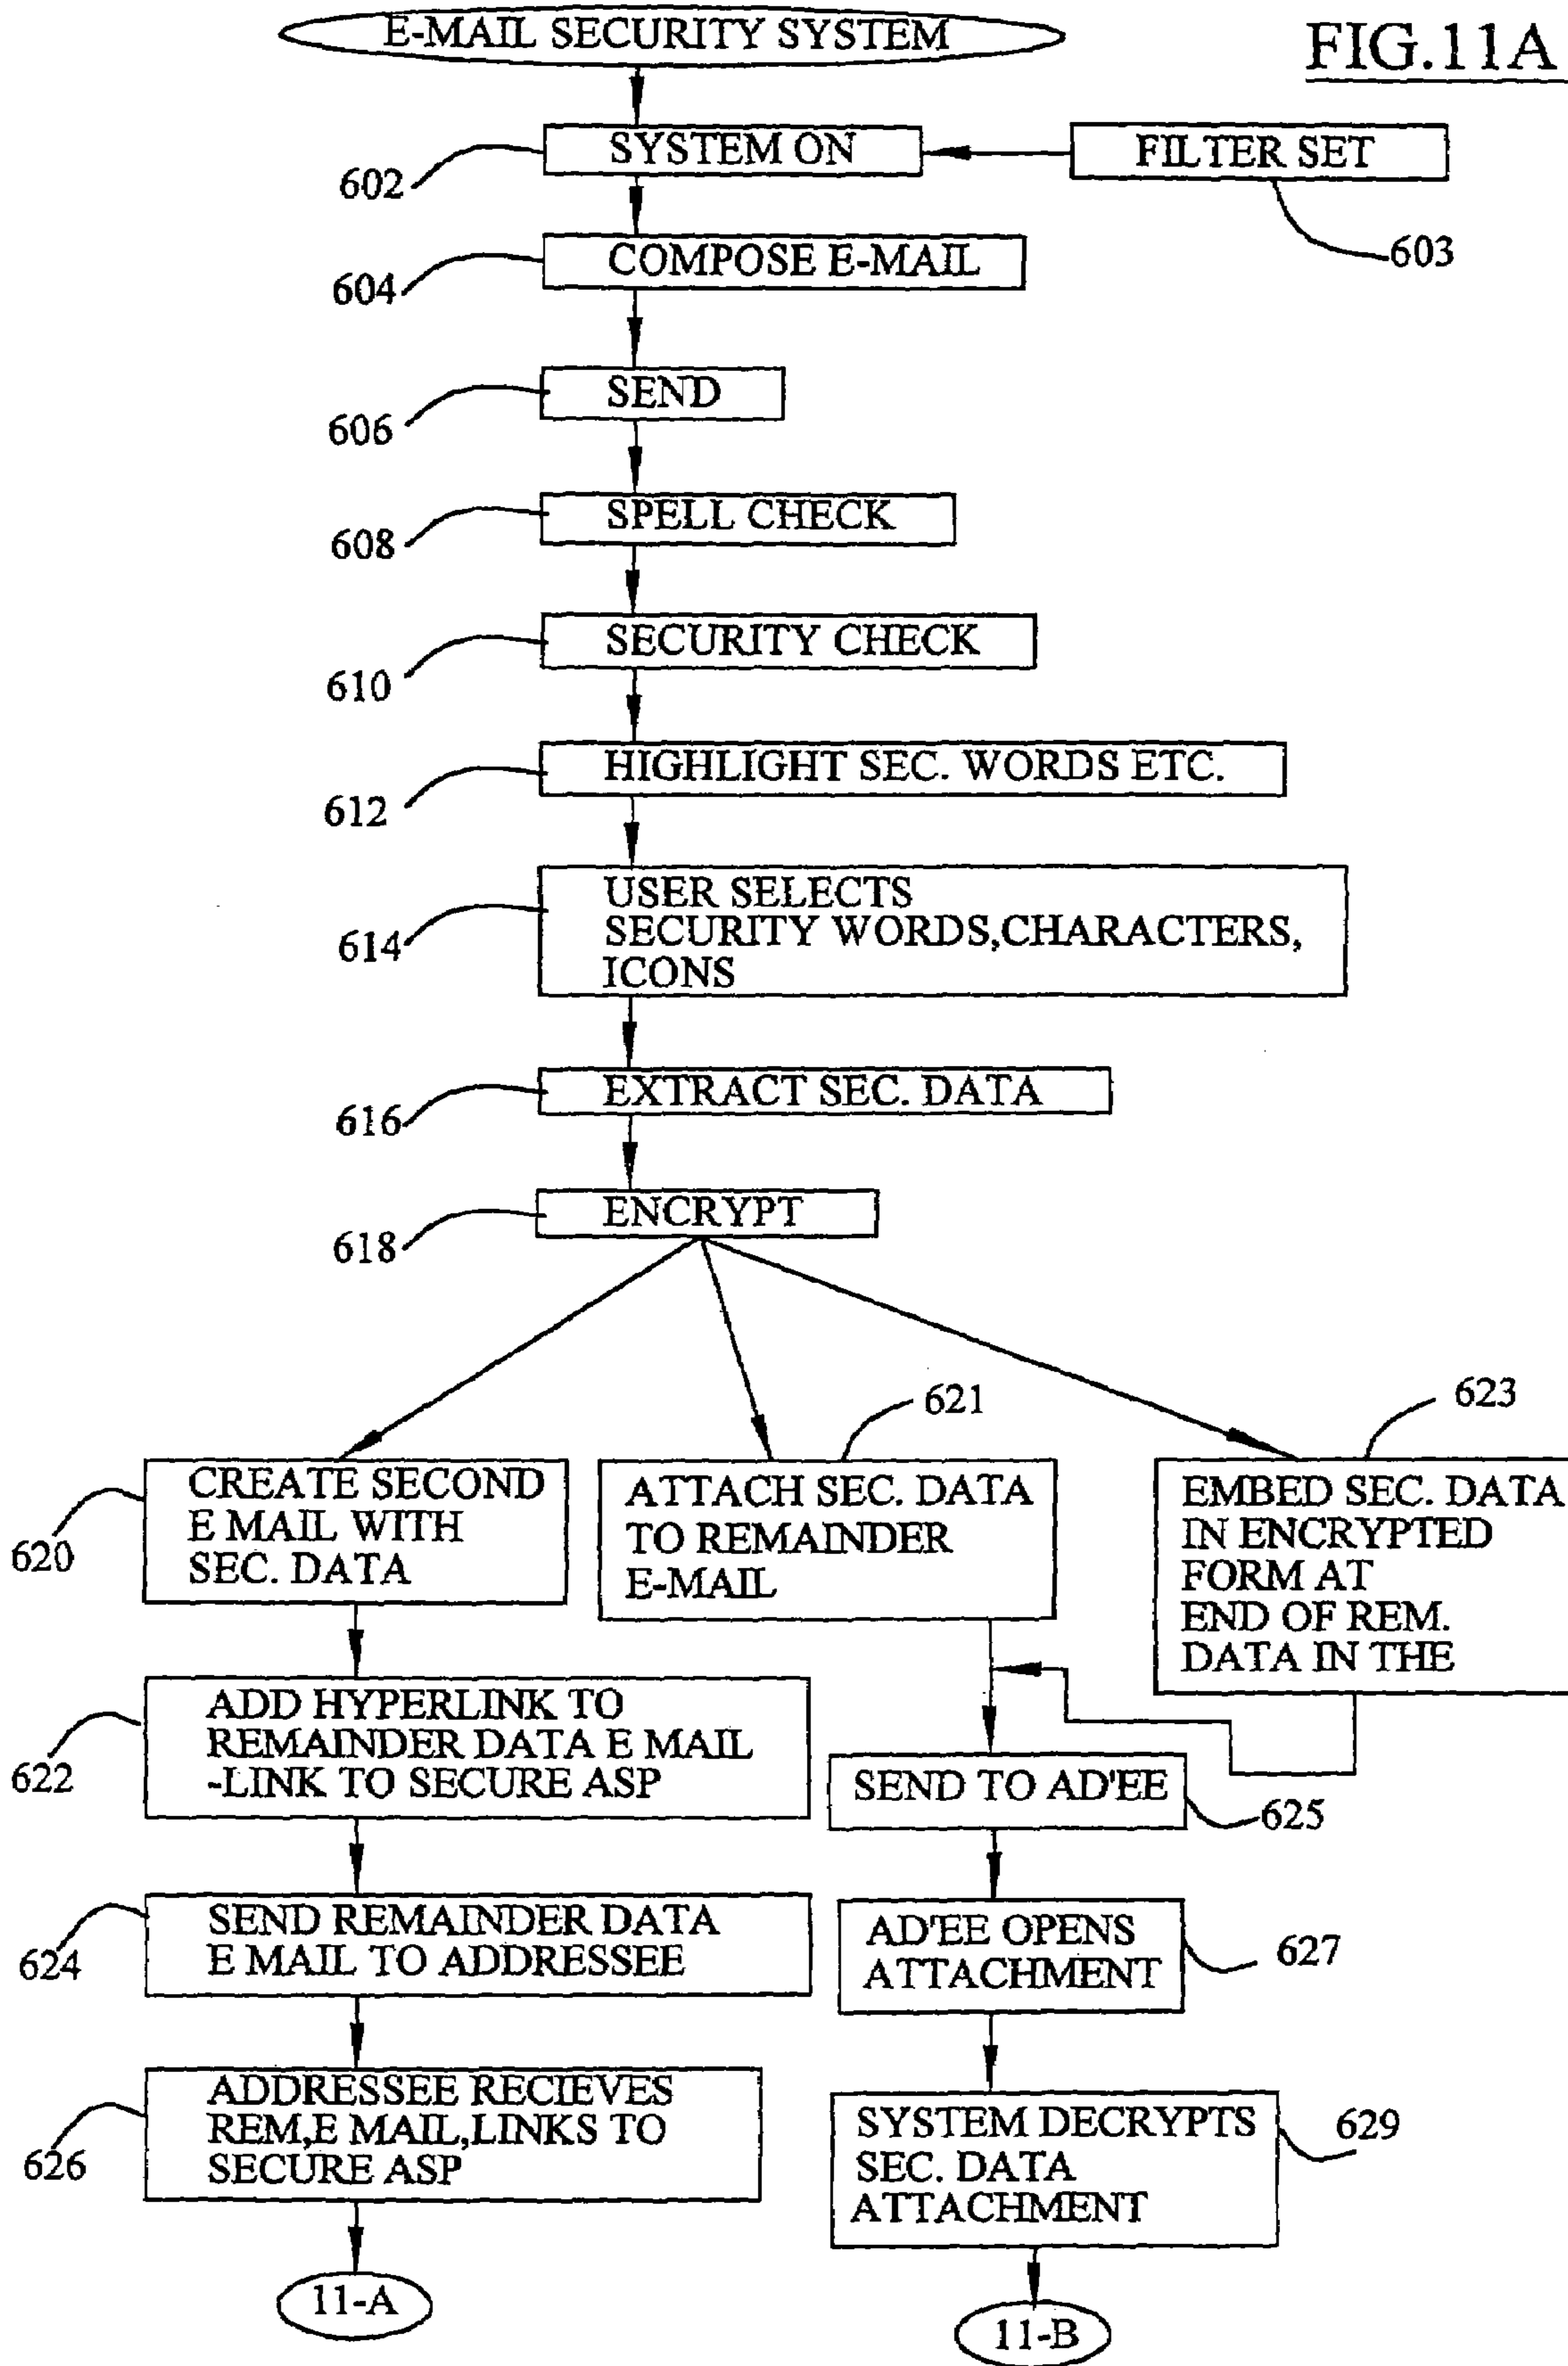 E-MAIL SECURITY SYSTEM
FIG.11A
SYSTEM ON
FILTER SET
602
603
COMPOSE E-MAIL
604
SEND
606
SPELL CHECK
608
SECURITY CHECK
610
HIGHLIGHT SEC. WORDS ETC.
612
USER SELECTS
SECURITY WORDS,CHARACTERS,
ICONS
614
EXTRACT SEC. DATA
616
ENCRYPT
618
621
623
CREATE SECOND
E MAIL WITH
SEC. DATA
620
ATTACH SEC. DATA
TO REMAINDER
E-MAIL
EMBED SEC. DATA
IN ENCRYPTED
FORM AT
END OF REM.
DATA IN THE
ADD HYPERLINK TO
REMAINDER DATA E MAIL
-LINK TO SECURE ASP
622
SEND TO AD'EE
625
SEND REMAINDER DATA
E MAIL TO ADDRESSEE
624
AD'EE OPENS
ATTACHMENT
627
ADDRESSEE RECIEVES
REM,E MAIL,LINKS TO
SECURE ASP
626
SYSTEM DECRYPTS
SEC. DATA
ATTACHMENT
629
11-A
11-B